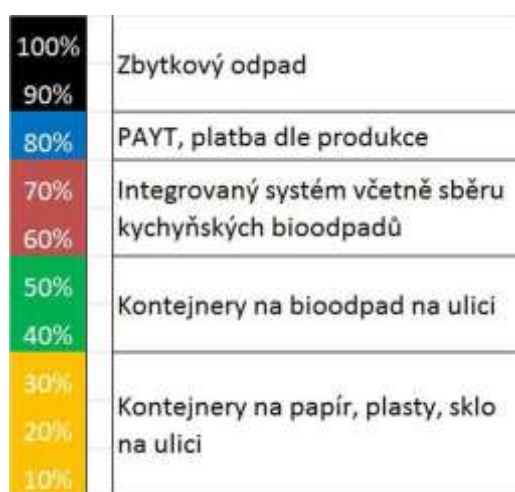 100%
Zbytkový odpad
90%
80%
PAYT, platba dle produkce
70%
Integrovaný systém včetně sběru
kychyňských bioodpadů
60%
50%
Kontejnery na bioodpad na ulici
40%
30%
Kontejnery na papír, plasty, sklo
20%
na ulici
10%